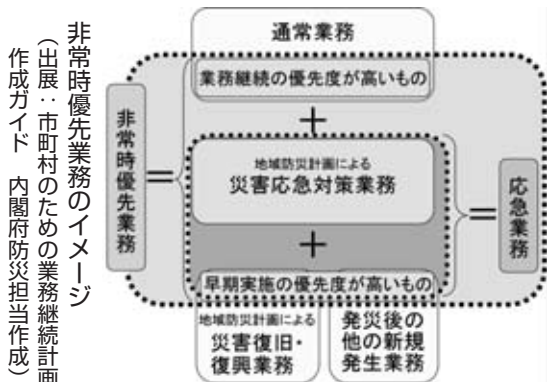 非常時優先業務のイメージ
（出展：市町村のための業務継続計画
作成ガイド　内閣府防災担当作成）
通常業務
業務継続の優先度が高いもの
＋
非常時優先業務
＝
地域防災計画による
災害応急対策業務
＝
応急業務
＋
早期実施の優先度が高いもの
地域防災計画による
災害復旧・
復興業務
発災後の
他の新規
発生業務